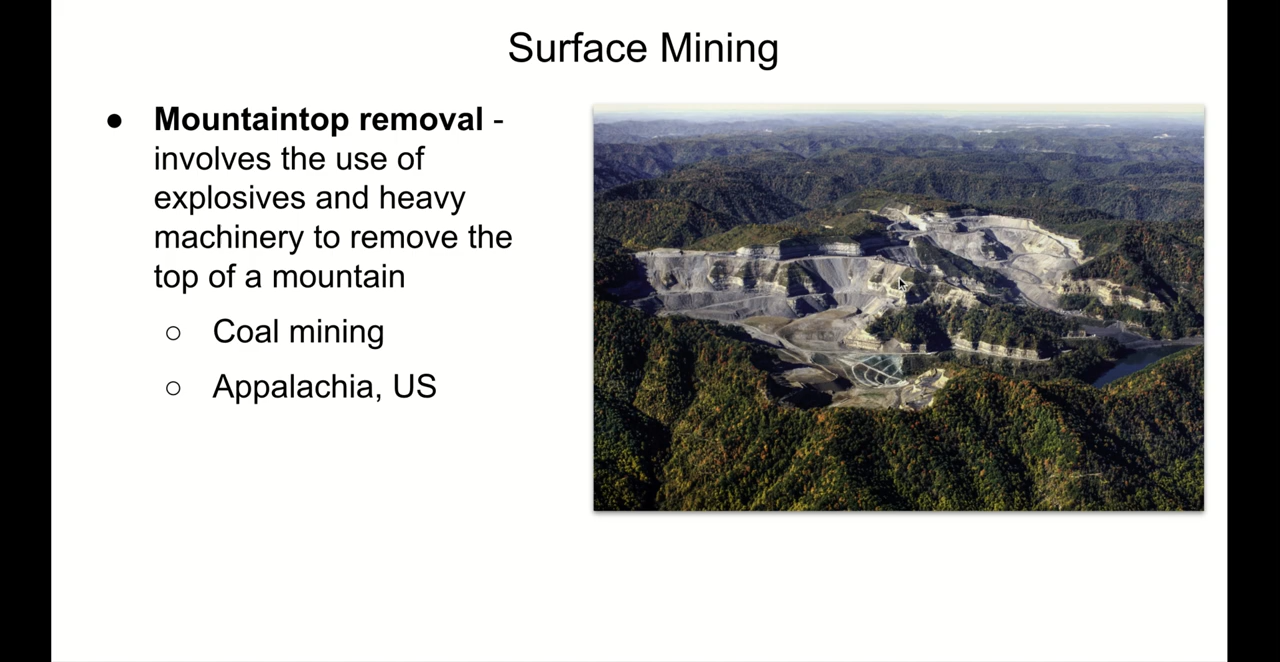 Surface Mining
● Mountaintop removal -
involves the use of
explosives and heavy
machinery to remove the
top of a mountain
○ Coal mining
○ Appalachia, US